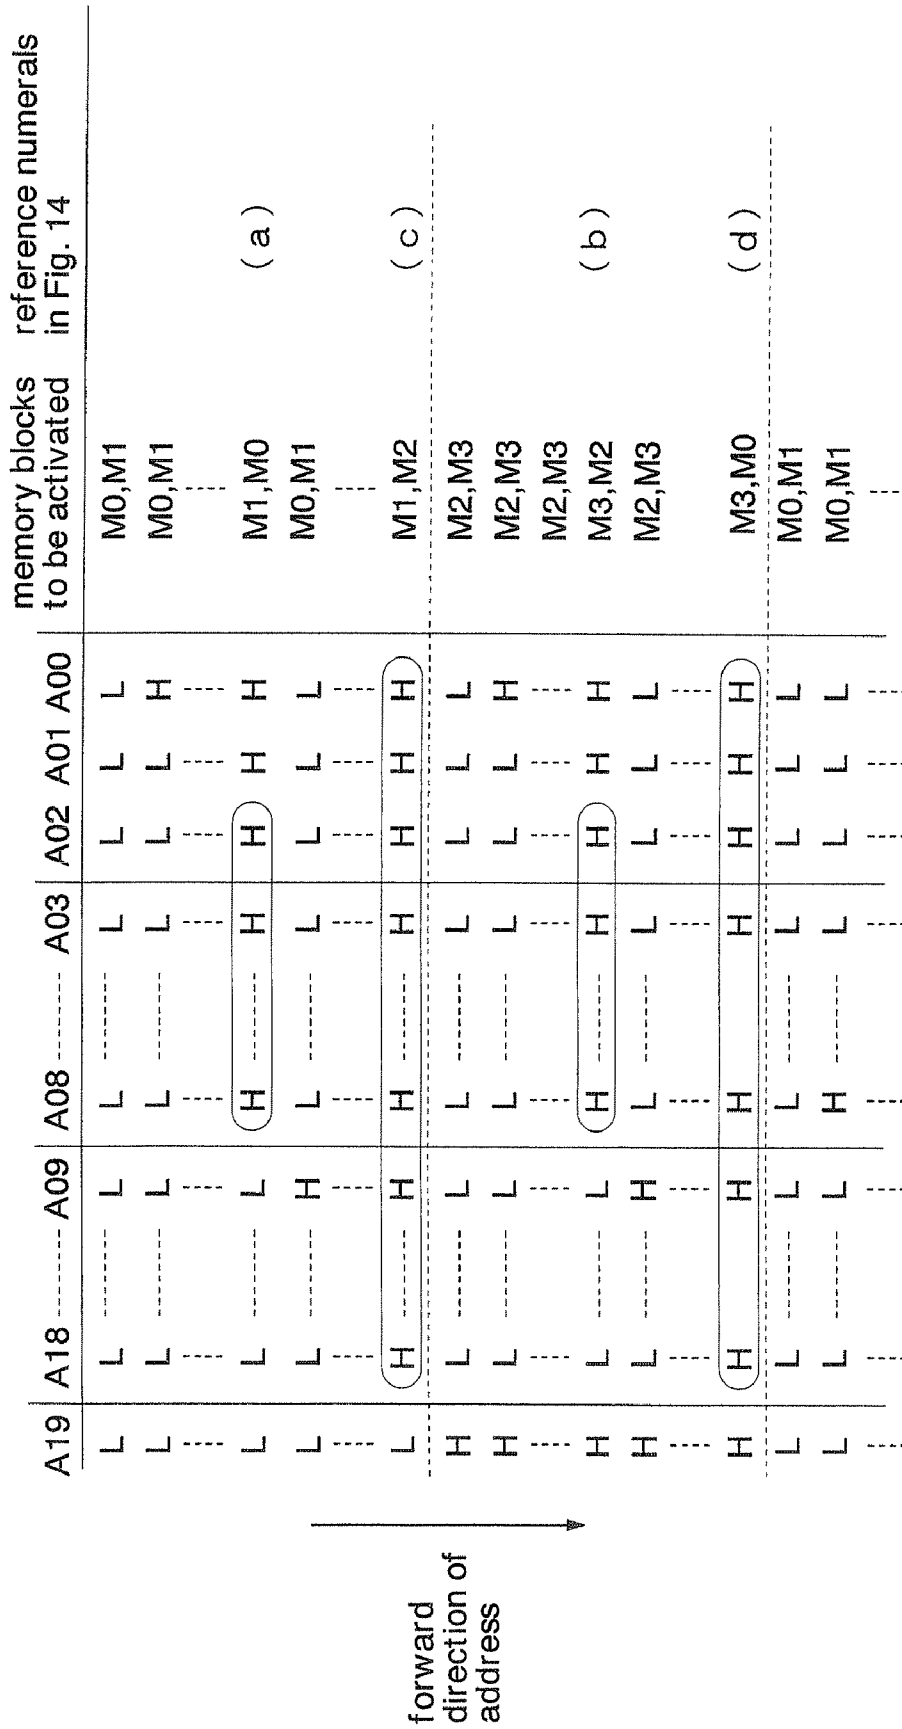 memory blocks reference numerals
to be activated in Fig. 14
A19 A18 ------ A09 A08 ------ A03 A02 A01 A00
L L ------ L L ------ L L L L M0,M1
L L ------ L L ------ L L L H M0,M1
L L ------ L H ------ H H H H M1,M0 (a)
L L ------ H L ------ L L L L M0,M1
L H ------ H H ------ H H H H M1,M2 (c)
H L ------ L L ------ L L L L M2,M3
H L ------ L L ------ L L L H M2,M3
M2,M3
H L ------ L H ------ H H H H M3,M2 (b)
H L ------ H L ------ L L L L M2,M3
H H H H H H H H M3,M0 (d)
L L ------ L L ------ L L L L M0,M1
L L ------ L H ------ L L L L M0,M1
forward
direction of
address